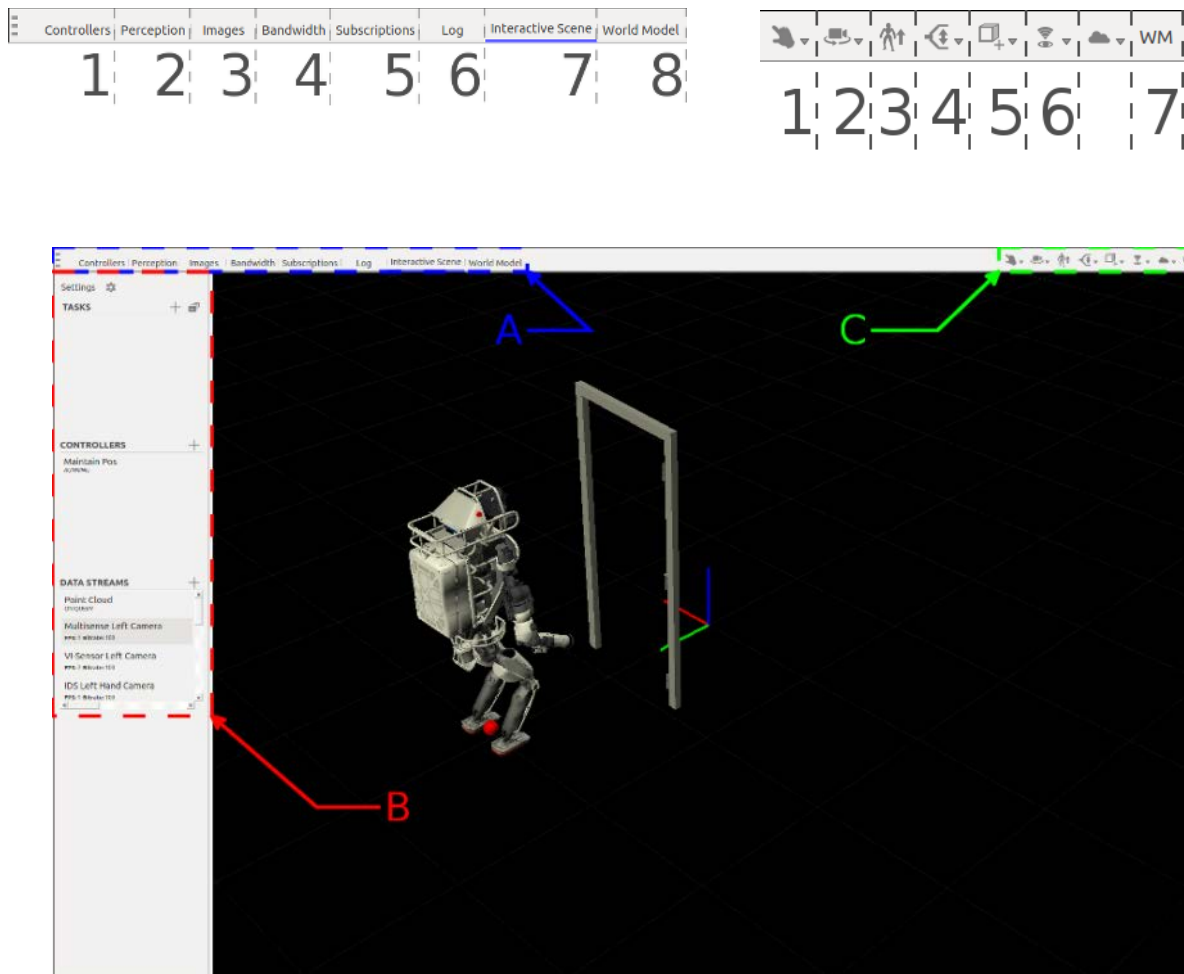 Controllers Perception Images Bandwidth Subscriptions Log Interactive Scene World Model
1 2 3 4 5 6 7 8
WM
1 2 3 4 5 6 7
Controllers Perception Images Bandwidth Subscriptions Log Interactive Scene World Model
Settings
TASKS
A
C
CONTROLLERS
Maintain Pos
DATA STREAMS
Point Cloud
Multisense Left Camera
VI-Sensor Left Camera
IDS Left Hand Camera
B